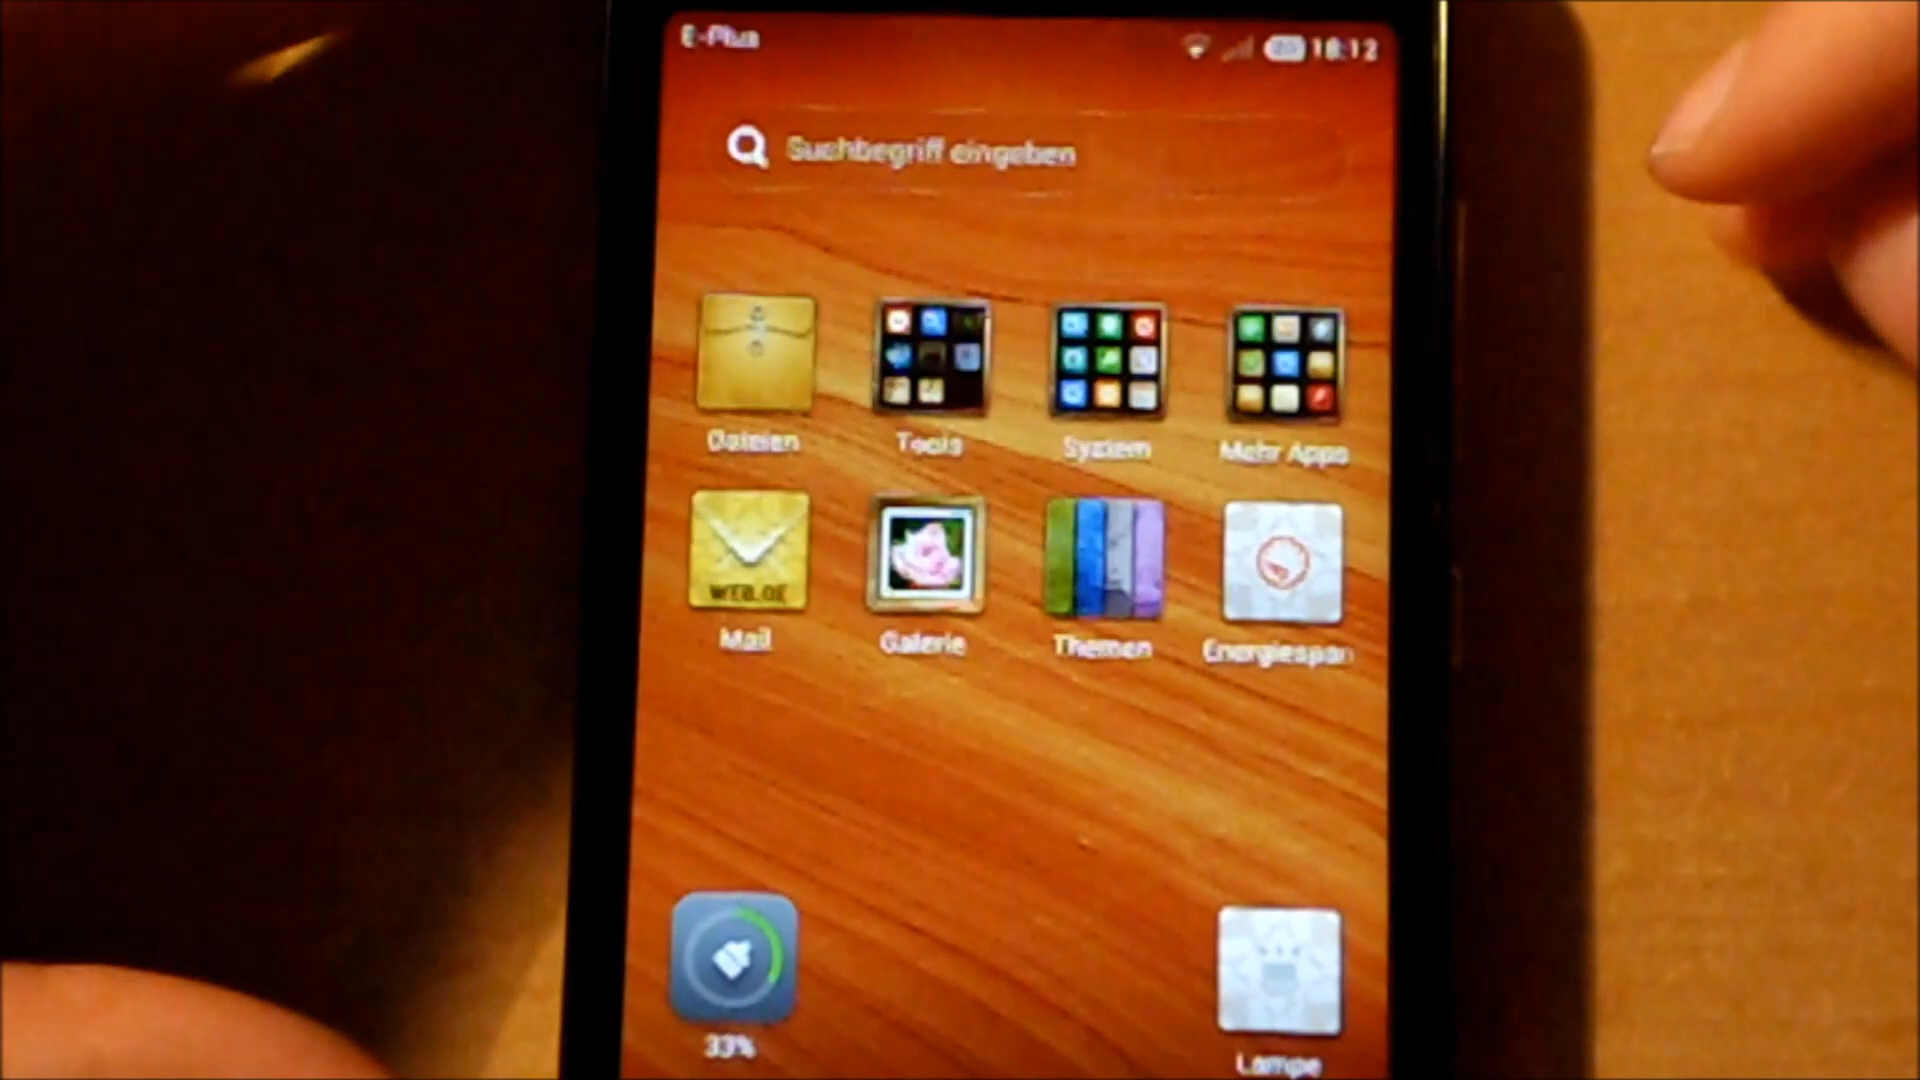 E-Plus
18:12
Suchbegriff eingeben
Dateien Tools System Mehr Apps
WEB.DE
Mail Galerie Themen Energiespar
33%
Lampe